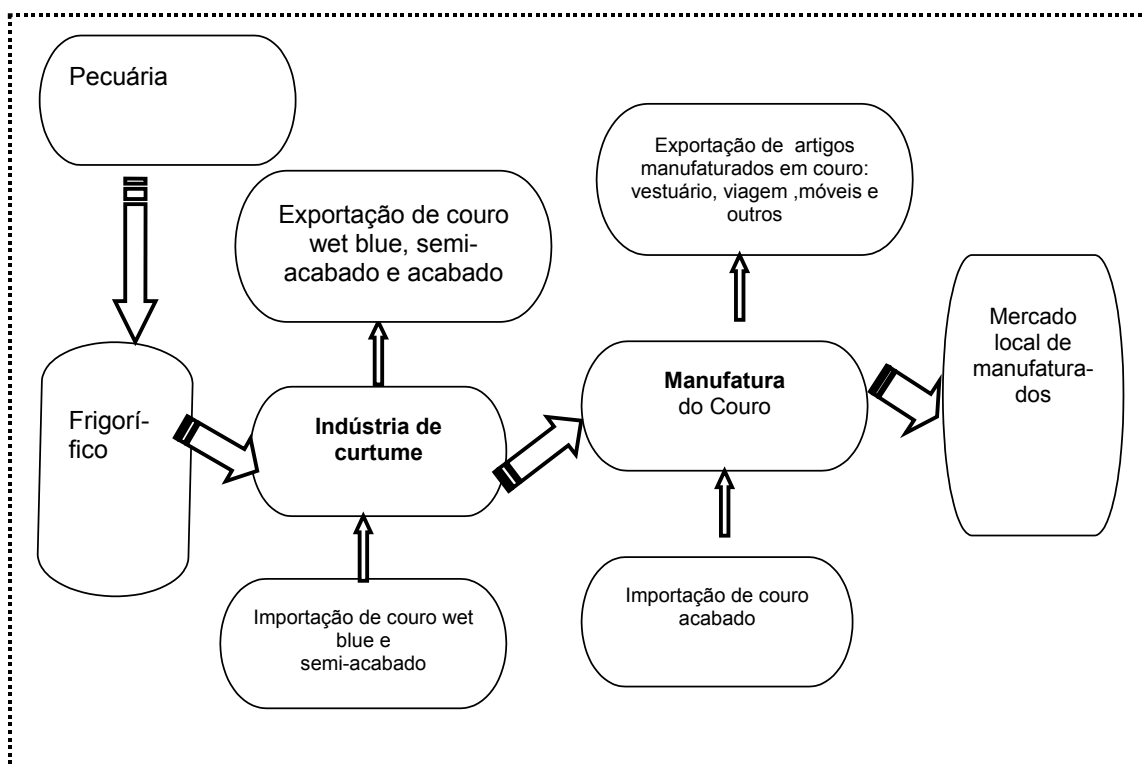 Pecuária
Exportação de artigos
manufaturados em couro:
vestuário, viagem ,móveis e
outros
Exportação de couro
wet blue, semi-
acabado e acabado
Mercado
local de
manufatura-
dos
Frigorí-
fico
Indústria de
curtume
Manufatura
do Couro
Importação de couro wet
blue e
semi-acabado
Importação de couro
acabado